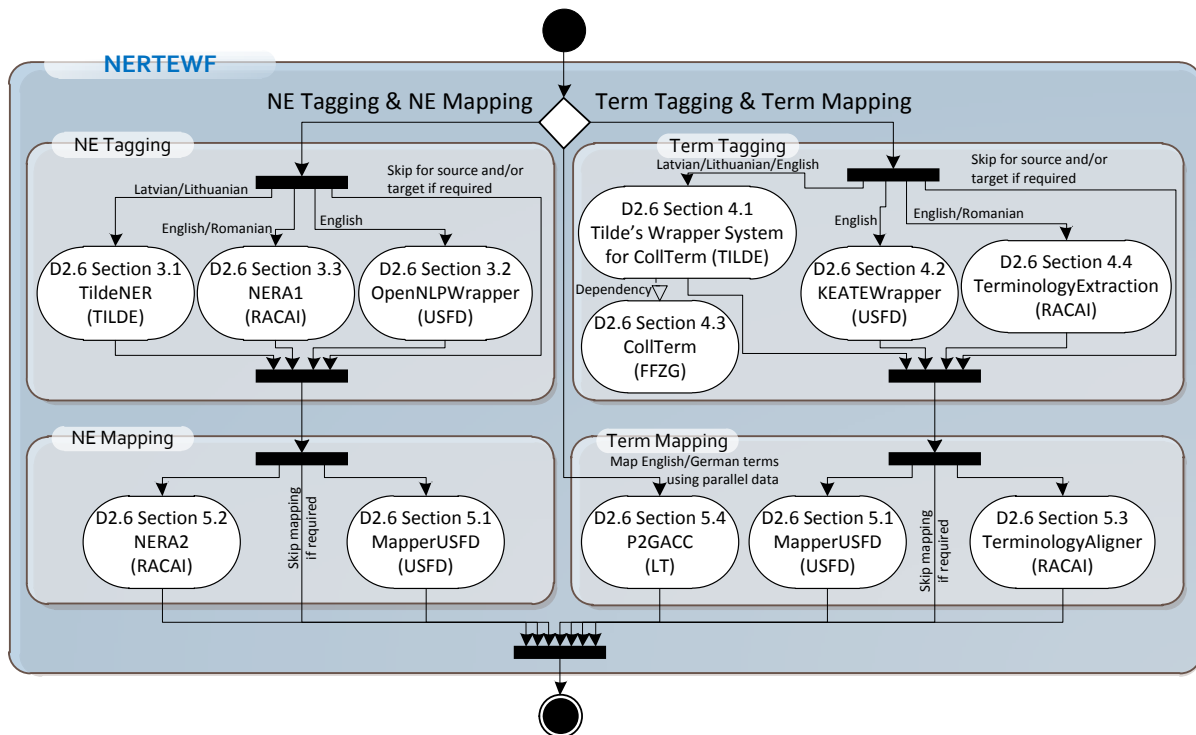 NERTEWF
NE Tagging & NE Mapping
Term Tagging & Term Mapping
NE Tagging
Skip for source and/or
target if required
Latvian/Lithuanian
English/Romanian
English
D2.6 Section 3.1
TildeNER
(TILDE)
D2.6 Section 3.3
NERA1
(RACAI)
D2.6 Section 3.2
OpenNLPWrapper
(USFD)
Term Tagging
Latvian/Lithuanian/English
Skip for source and/or
target if required
English
English/Romanian
D2.6 Section 4.1
Tilde's Wrapper System
for CollTerm (TILDE)
Dependency
D2.6 Section 4.3
CollTerm
(FFZG)
D2.6 Section 4.2
KEATEWrapper
(USFD)
D2.6 Section 4.4
TerminologyExtraction
(RACAI)
NE Mapping
D2.6 Section 5.2
NERA2
(RACAI)
Skip mapping
if required
D2.6 Section 5.1
MapperUSFD
(USFD)
Term Mapping
Map English/German terms
using parallel data
D2.6 Section 5.4
P2GACC
(LT)
D2.6 Section 5.1
MapperUSFD
(USFD)
Skip mapping
if required
D2.6 Section 5.3
TerminologyAligner
(RACAI)